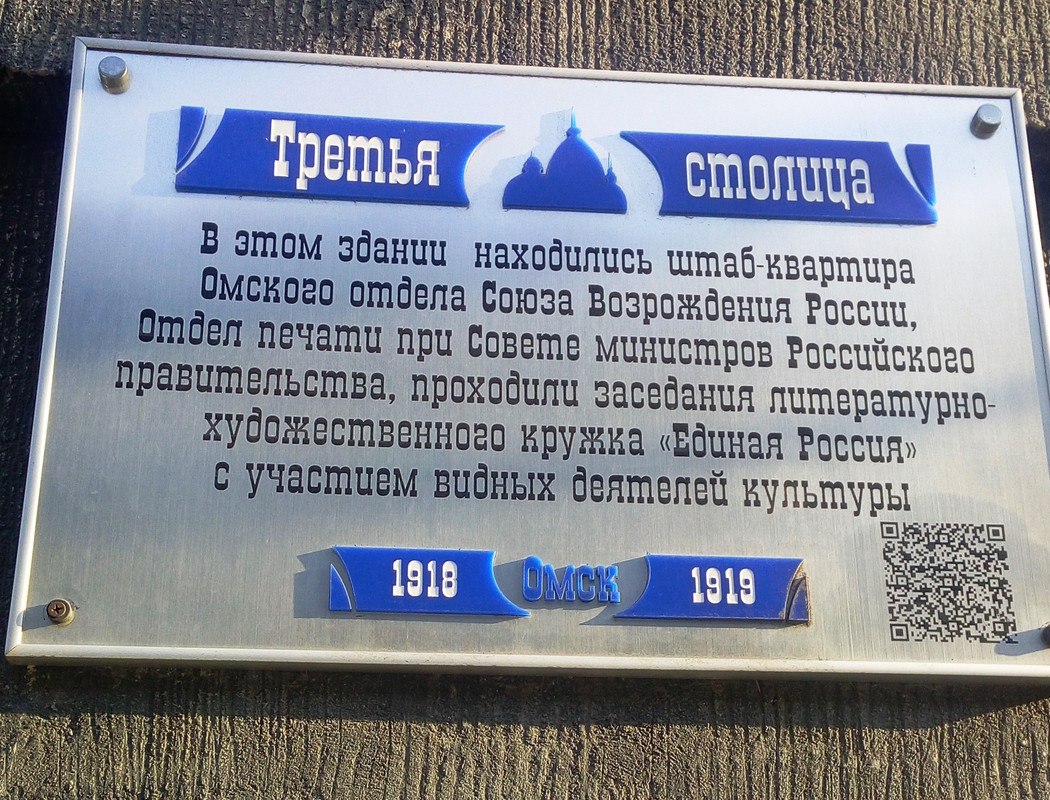 Третья столица
В этом здании находились штаб-квартира
Омского отдела Союза Возрождения России,
Отдел печати при Совете министров Российского
правительства, проходили заседания литературно-
художественного кружка «Единая Россия»
с участием видных деятелей культуры
1918 Омск 1919